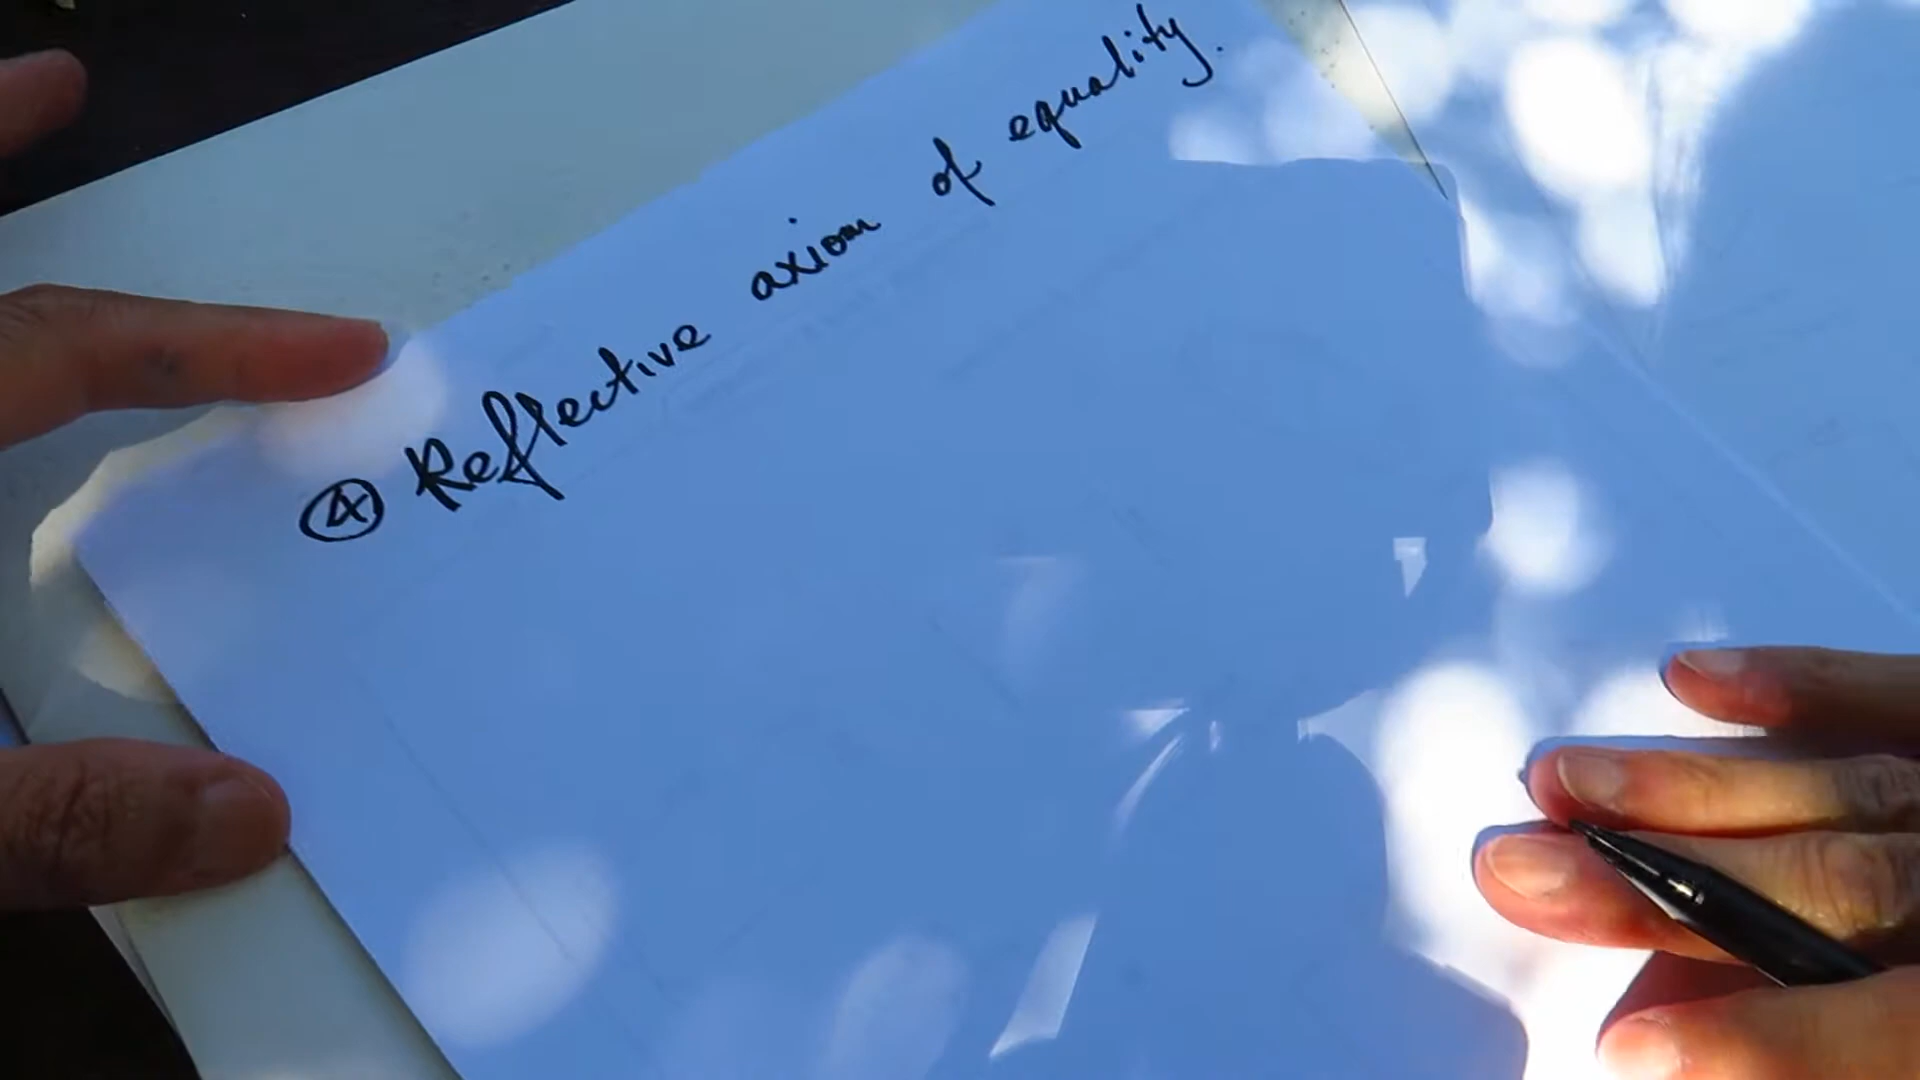 ④ Reflective axiom of equality.